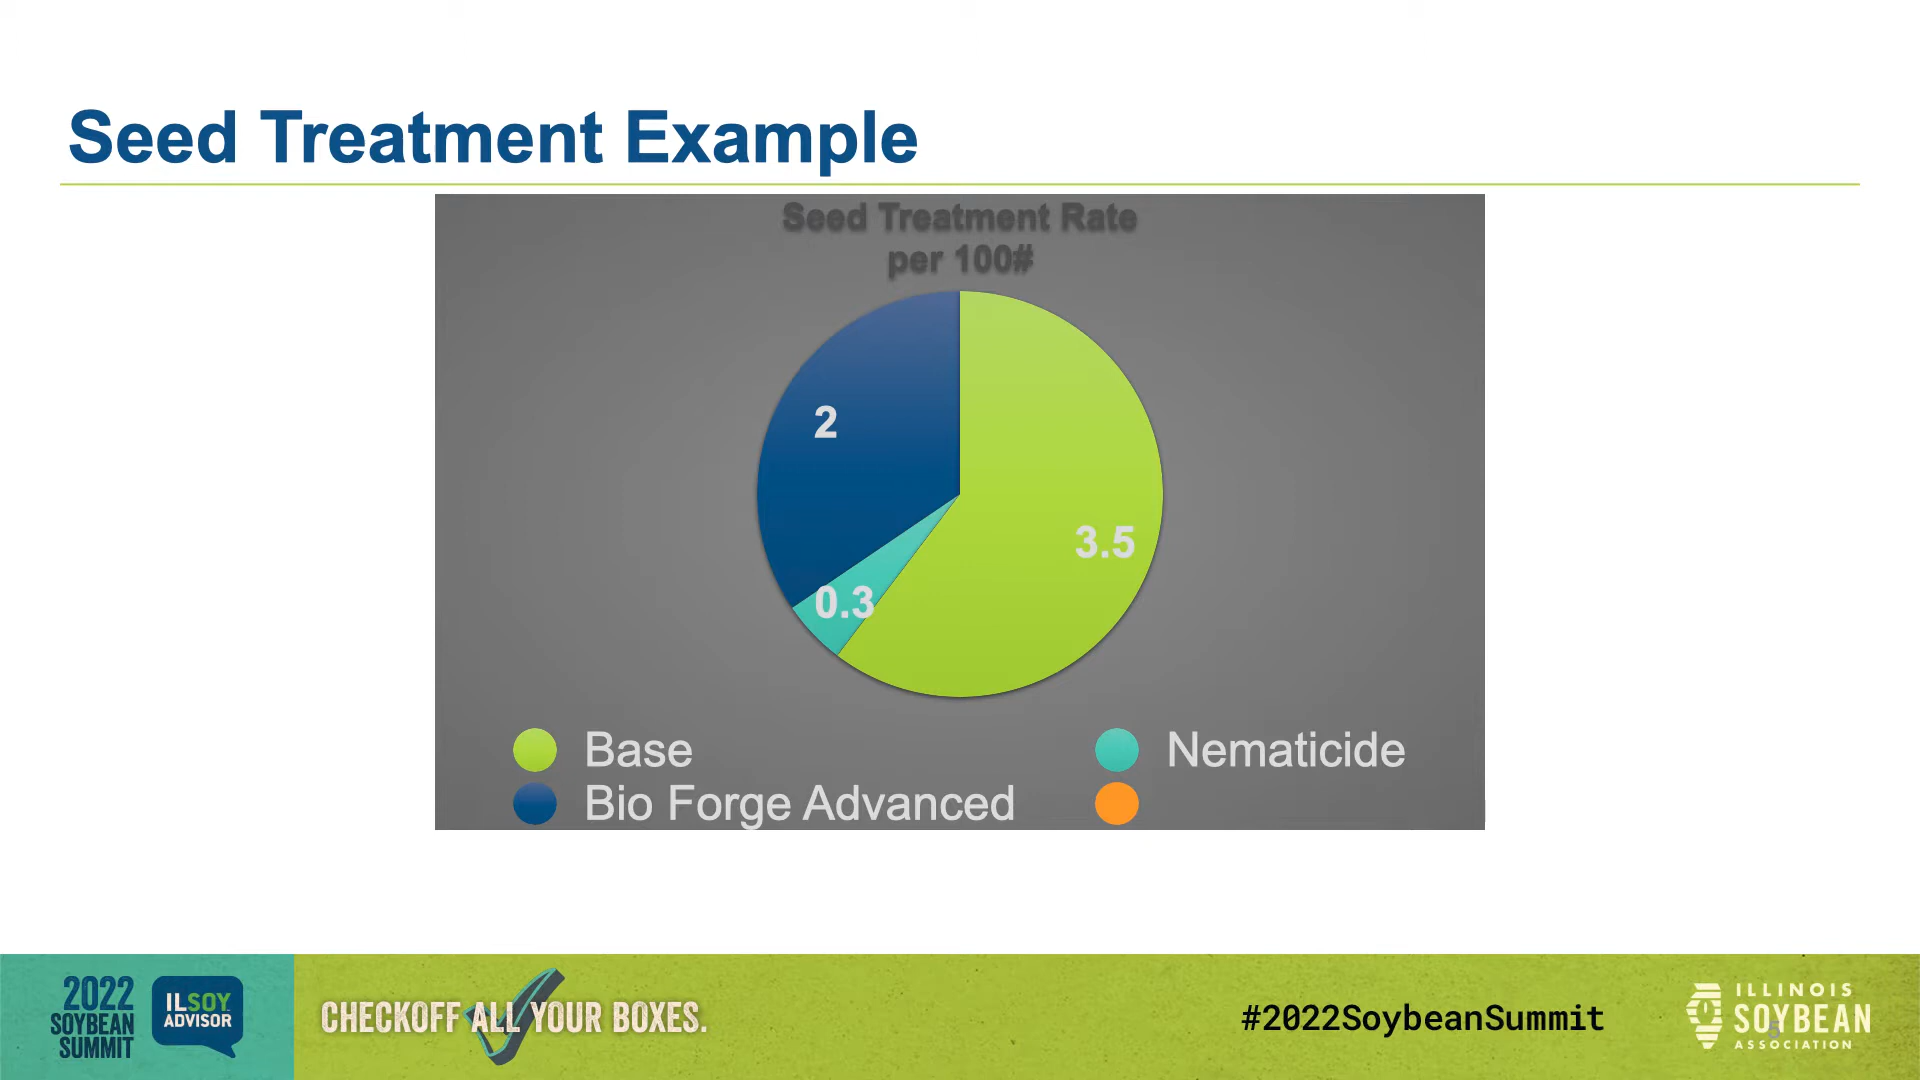 Seed Treatment Example
Seed Treatment Rate
per 100#
2
3.5
0.3
Base
Nematicide
Bio Forge Advanced
2022
SOYBEAN
SUMMIT
ILSOY
ADVISOR
CHECKOFF ALL YOUR BOXES.
#2022SoybeanSummit
ILLINOIS
SOYBEAN
ASSOCIATION